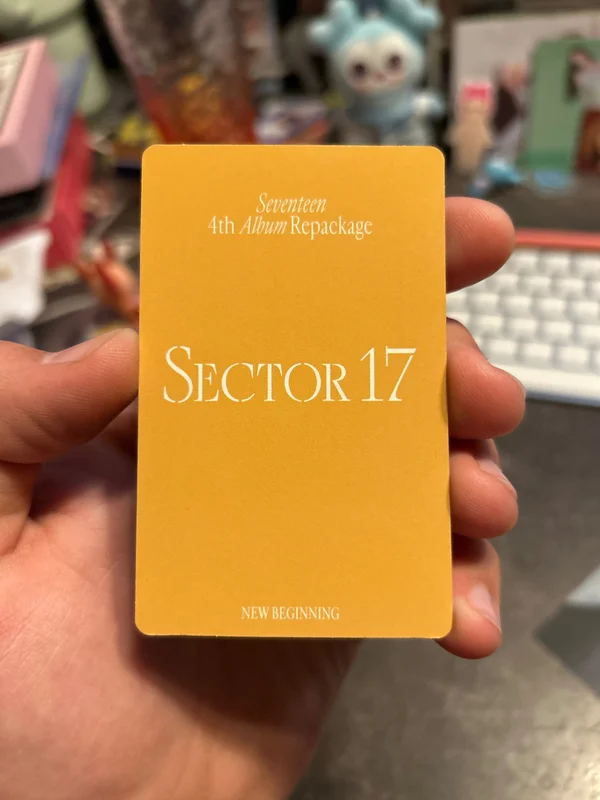 Seventeen
4th Album Repackage
SECTOR 17
NEW BEGINNING